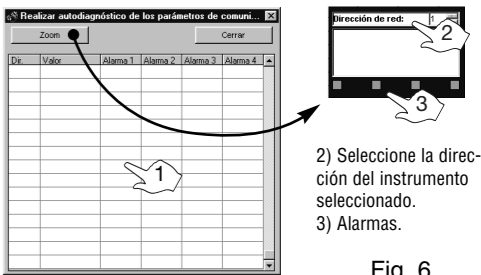 Realizar autodiagnóstico de los parámetros de comuni...
Zoom
Cerrar
Dir. Valor Alarma 1 Alarma 2 Alarma 3 Alarma 4
1
Dirección de red: 1
2
3
2) Seleccione la direc-
ción del instrumento
seleccionado.
3) Alarmas.
Fig. 6